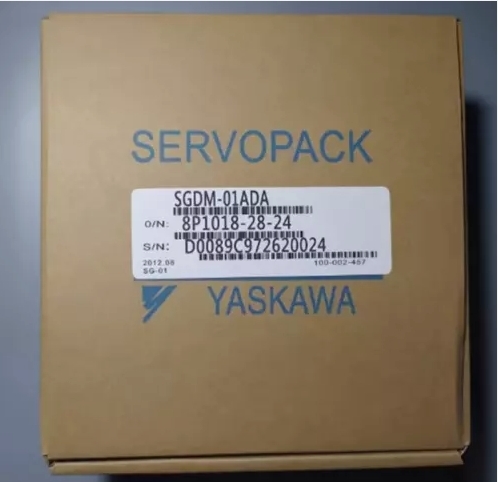 SERVOPACK
SGDM-01ADA
O/N: 8P1018-28-24
S/N: D0089C972620024
2012.08 100-002-457
SG-01
YASKAWA